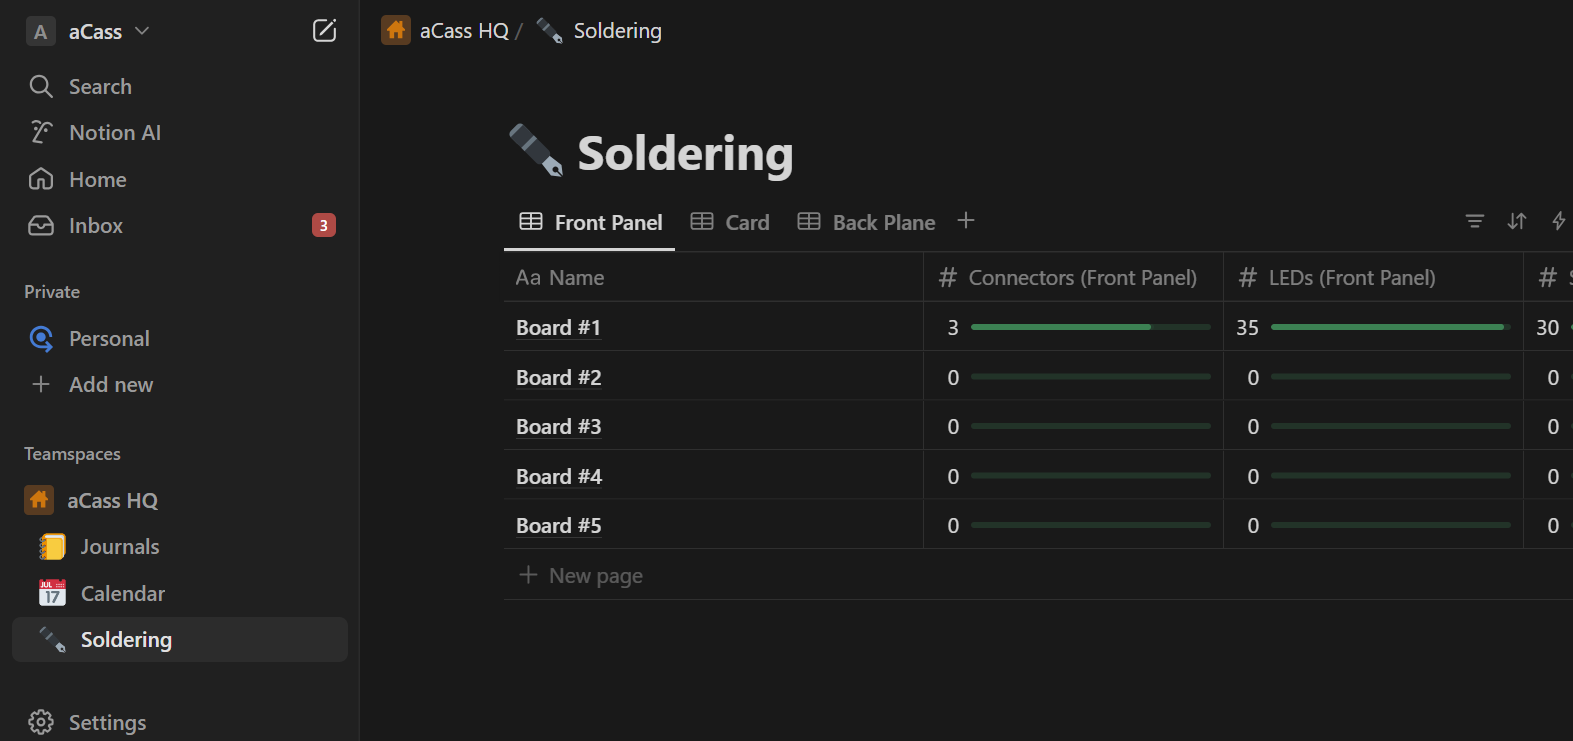 A aCass
Search
Notion AI
Home
Inbox 3
Private
Personal
Add new
Teamspaces
aCass HQ
Journals
JUL 17 Calendar
Soldering
Settings
aCass HQ / Soldering
Soldering
Front Panel Card Back Plane
Aa Name # Connectors (Front Panel) # LEDs (Front Panel) #
Board #1 3 35 30
Board #2 0 0 0
Board #3 0 0 0
Board #4 0 0 0
Board #5 0 0 0
New page